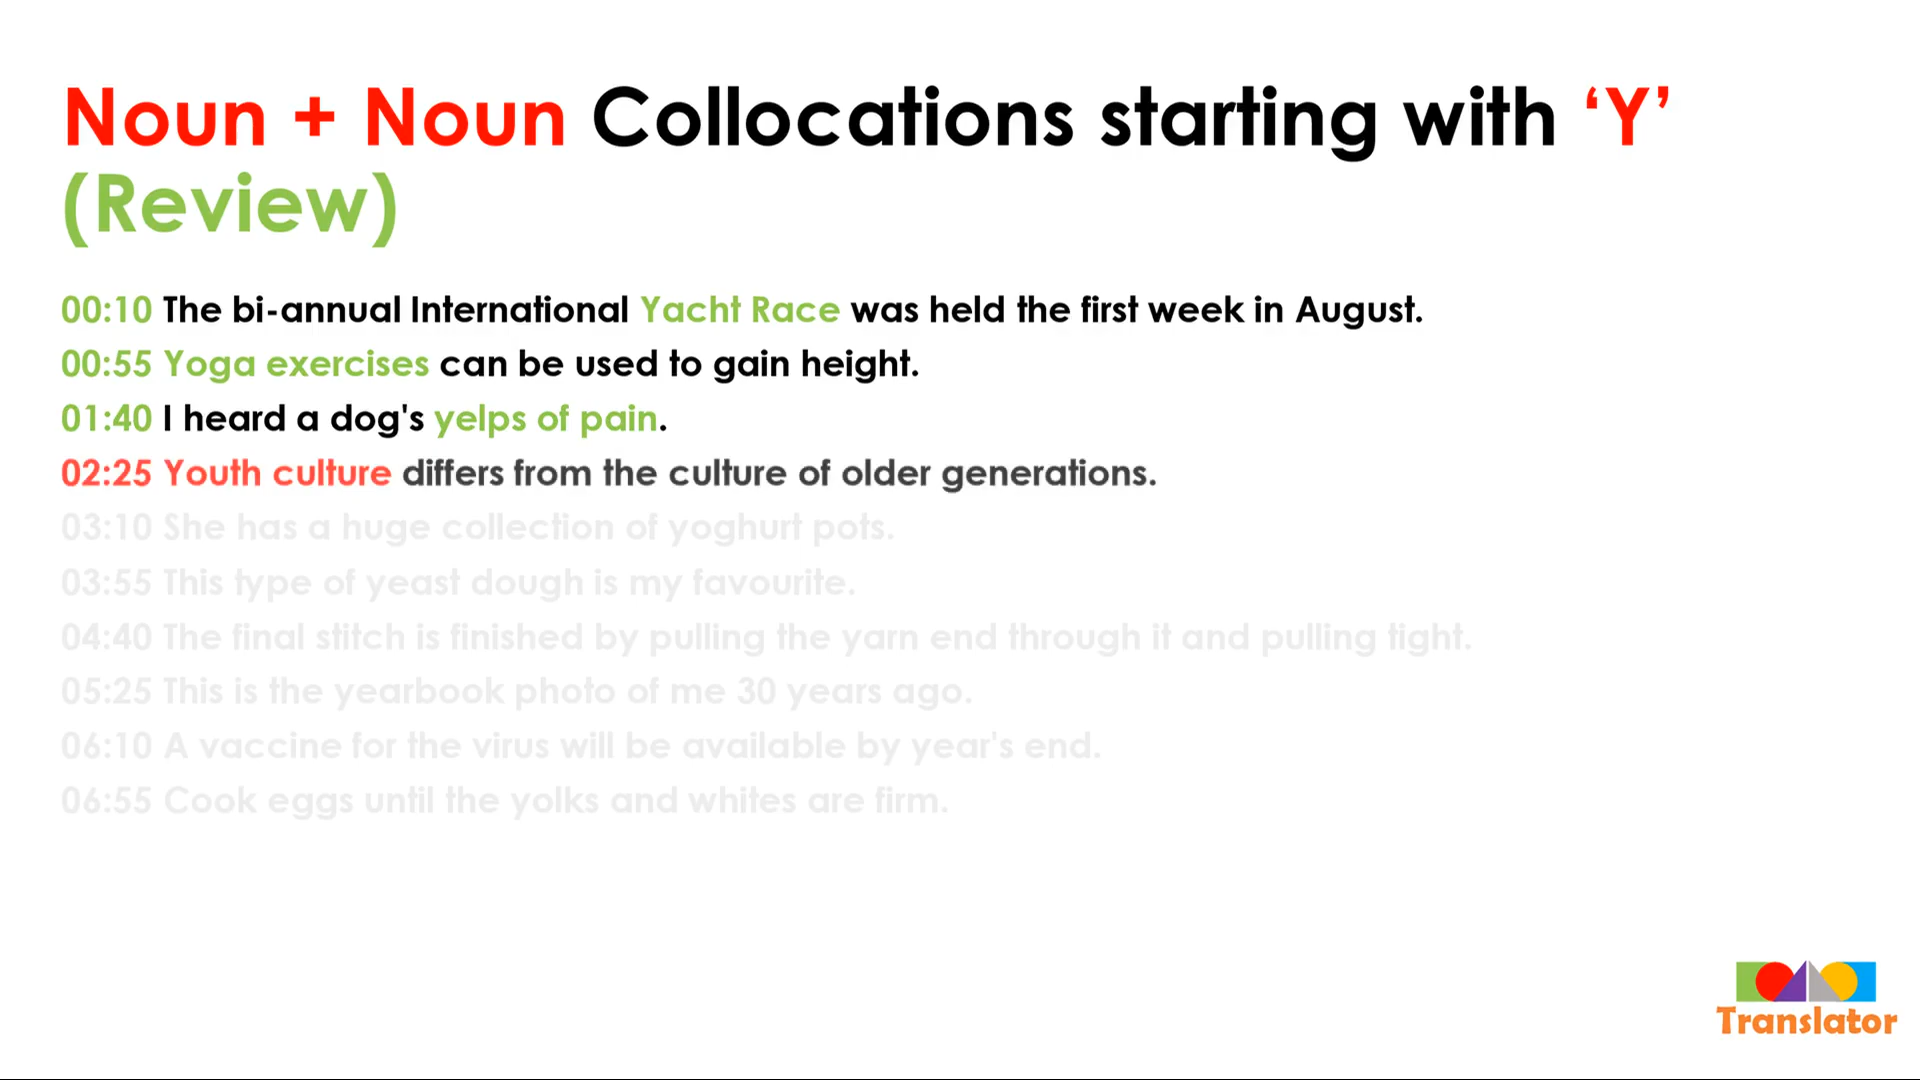 Noun + Noun Collocations starting with ‘Y’
(Review)
00:10 The bi-annual International Yacht Race was held the first week in August.
00:55 Yoga exercises can be used to gain height.
01:40 I heard a dog's yelps of pain.
02:25 Youth culture differs from the culture of older generations.
03:10 She has a huge collection of yoghurt pots.
03:55 This type of yeast dough is my favourite.
04:40 The final stitch is finished by pulling the yarn end through it and pulling tight.
05:25 This is the yearbook photo of me 30 years ago.
06:10 A vaccine for the virus will be available by year's end.
06:55 Cook eggs until the yolks and whites are firm.
Translator